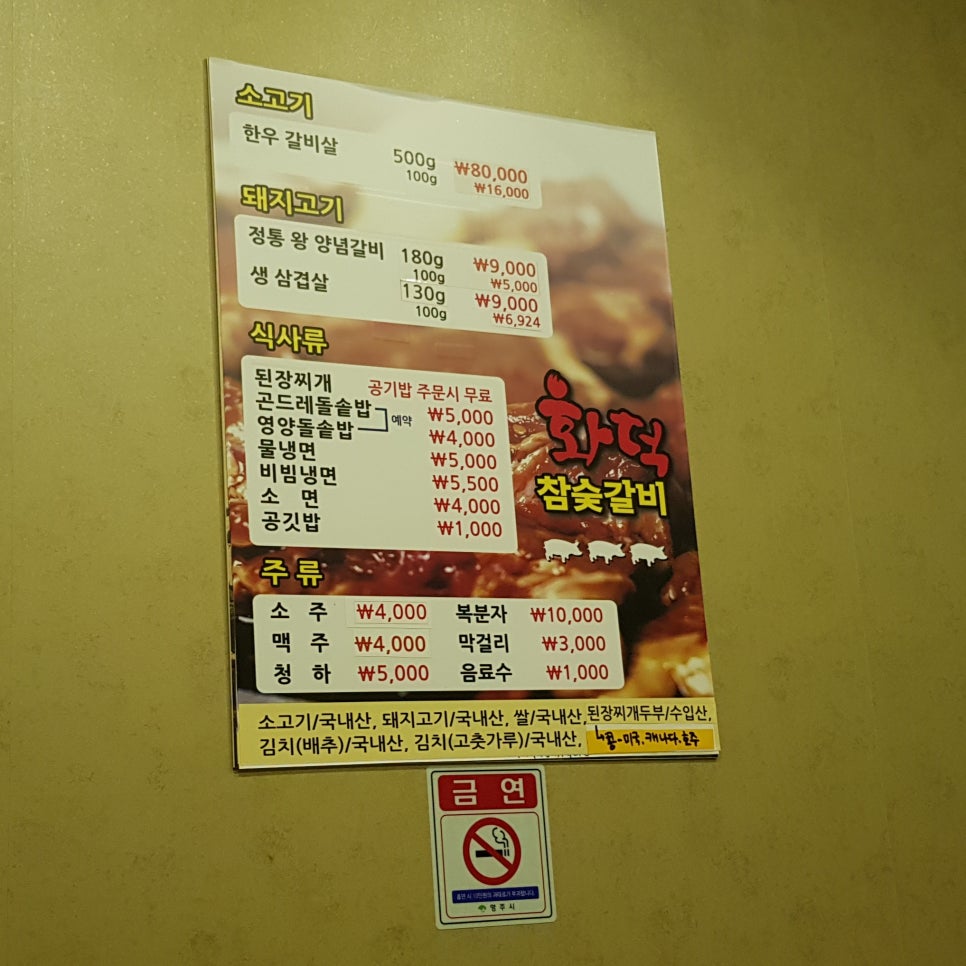 소고기
한우 갈비살 500g ₩80,000
100g ₩16,000
돼지고기
정통 왕 양념갈비 180g ₩9,000
100g ₩5,000
생 삼겹살 130g ₩9,000
100g ₩6,924
식사류
된장찌개 공기밥 주문시 무료
곤드레돌솥밥 예약 ₩5,000
영양돌솥밥 ₩4,000
물냉면 ₩5,000
비빔냉면 ₩5,500
소 면 ₩4,000
공깃밥 ₩1,000
화덕
참숯갈비
주 류
소 주 ₩4,000 복분자 ₩10,000
맥 주 ₩4,000 막걸리 ₩3,000
청 하 ₩5,000 음료수 ₩1,000
소고기/국내산, 돼지고기/국내산, 쌀/국내산, 된장찌개두부/수입산,
김치(배추)/국내산, 김치(고춧가루)/국내산, 콩-미국.캐나다.호주
금 연
영 주 시